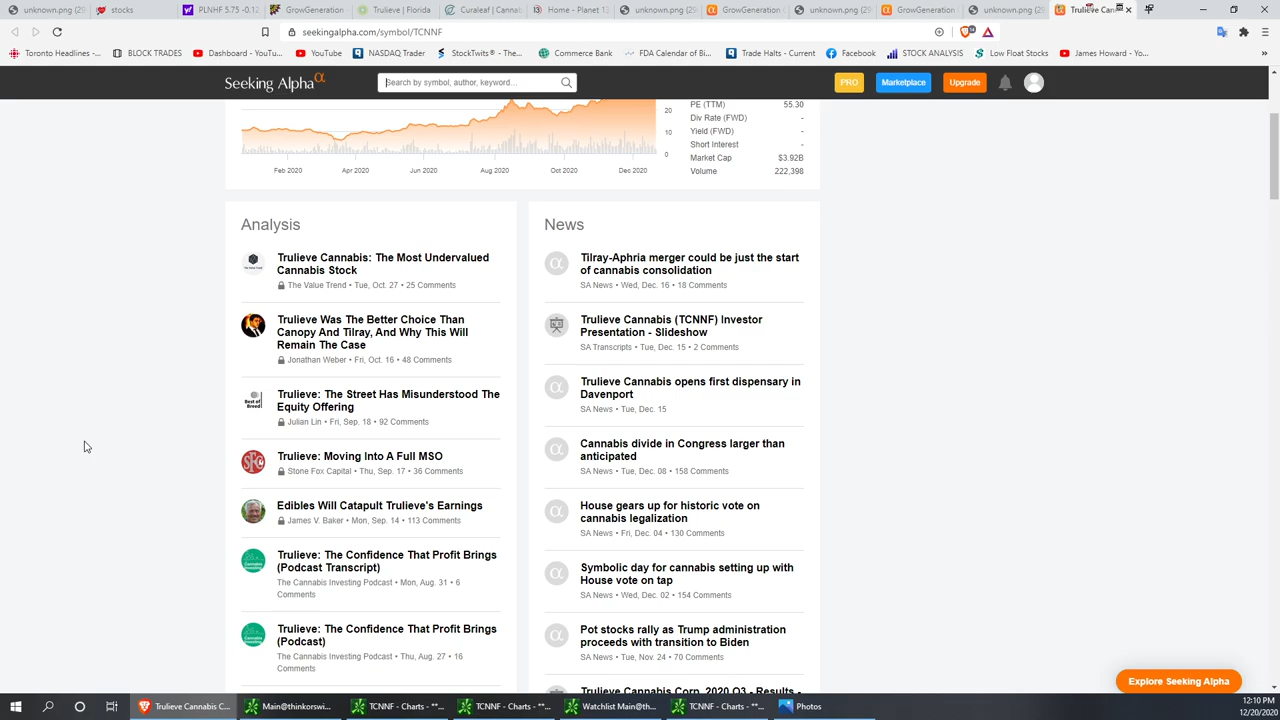 unknown.png (29
stocks
PLNHF 5.75 -0.12
GrowGeneration
Trulieve | Florida
Curaleaf | Cannab
Home - Planet 13
unknown.png (29
GrowGeneration
unknown.png (29
GrowGeneration
unknown.png (29
Trulieve Can
seekingalpha.com/symbol/TCNNF
Toronto Headlines -...
BLOCK TRADES
Dashboard - YouTu...
YouTube
NASDAQ Trader
StockTwits® - The...
Commerce Bank
FDA Calendar of Bi...
Trade Halts - Current
Facebook
STOCK ANALYSIS
Low Float Stocks
James Howard - Yo...
Seeking Alpha α
Search by symbol, author, keyword...
PRO
Marketplace
Upgrade
20
10
0
Feb 2020
Apr 2020
Jun 2020
Aug 2020
Oct 2020
Dec 2020
PE (TTM) 55.30
Div Rate (FWD) -
Yield (FWD) -
Short Interest -
Market Cap $3.92B
Volume 222,398
Analysis
Trulieve Cannabis: The Most Undervalued
Cannabis Stock
The Value Trend • Tue, Oct. 27 • 25 Comments
Trulieve Was The Better Choice Than
Canopy And Tilray, And Why This Will
Remain The Case
Jonathan Weber • Fri, Oct. 16 • 48 Comments
Trulieve: The Street Has Misunderstood The
Equity Offering
Julian Lin • Fri, Sep. 18 • 92 Comments
Trulieve: Moving Into A Full MSO
Stone Fox Capital • Thu, Sep. 17 • 36 Comments
Edibles Will Catapult Trulieve's Earnings
James V. Baker • Mon, Sep. 14 • 113 Comments
Trulieve: The Confidence That Profit Brings
(Podcast Transcript)
The Cannabis Investing Podcast • Mon, Aug. 31 • 6
Comments
Trulieve: The Confidence That Profit Brings
(Podcast)
The Cannabis Investing Podcast • Thu, Aug. 27 • 16
Comments
News
Tilray-Aphria merger could be just the start
of cannabis consolidation
SA News • Wed, Dec. 16 • 18 Comments
Trulieve Cannabis (TCNNF) Investor
Presentation - Slideshow
SA Transcripts • Tue, Dec. 15 • 2 Comments
Trulieve Cannabis opens first dispensary in
Davenport
SA News • Tue, Dec. 15
Cannabis divide in Congress larger than
anticipated
SA News • Tue, Dec. 08 • 158 Comments
House gears up for historic vote on
cannabis legalization
SA News • Fri, Dec. 04 • 130 Comments
Symbolic day for cannabis setting up with
House vote on tap
SA News • Wed, Dec. 02 • 154 Comments
Pot stocks rally as Trump administration
proceeds with transition to Biden
SA News • Tue, Nov. 24 • 70 Comments
Trulieve Cannabis Corp. 2020 Q3 - Results -
Explore Seeking Alpha
Trulieve Cannabis C...
Main@thinkorswi...
TCNNF - Charts - **...
TCNNF - Charts - **...
Watchlist Main@th...
TCNNF - Charts - **...
Photos
12:10 PM
12/20/2020